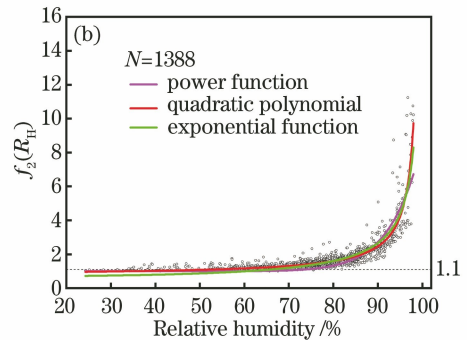 (b)
N=1388
power function
quadratic polynomial
exponential function
16
14
12
10
8
6
4
2
0
f₂(R_H)
1.1
20 30 40 50 60 70 80 90 100
Relative humidity /%